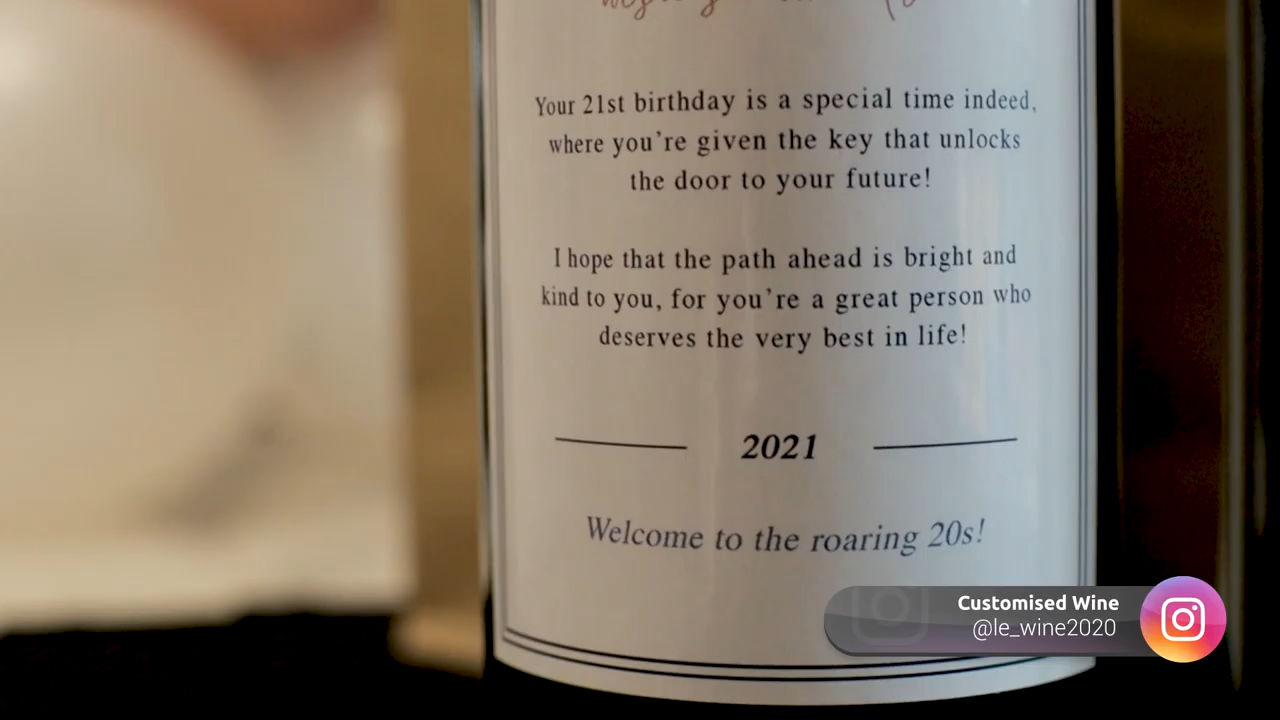 Your 21st birthday is a special time indeed,
where you're given the key that unlocks
the door to your future!
I hope that the path ahead is bright and
kind to you, for you're a great person who
deserves the very best in life!
2021
Welcome to the roaring 20s!
Customised Wine
@le_wine2020